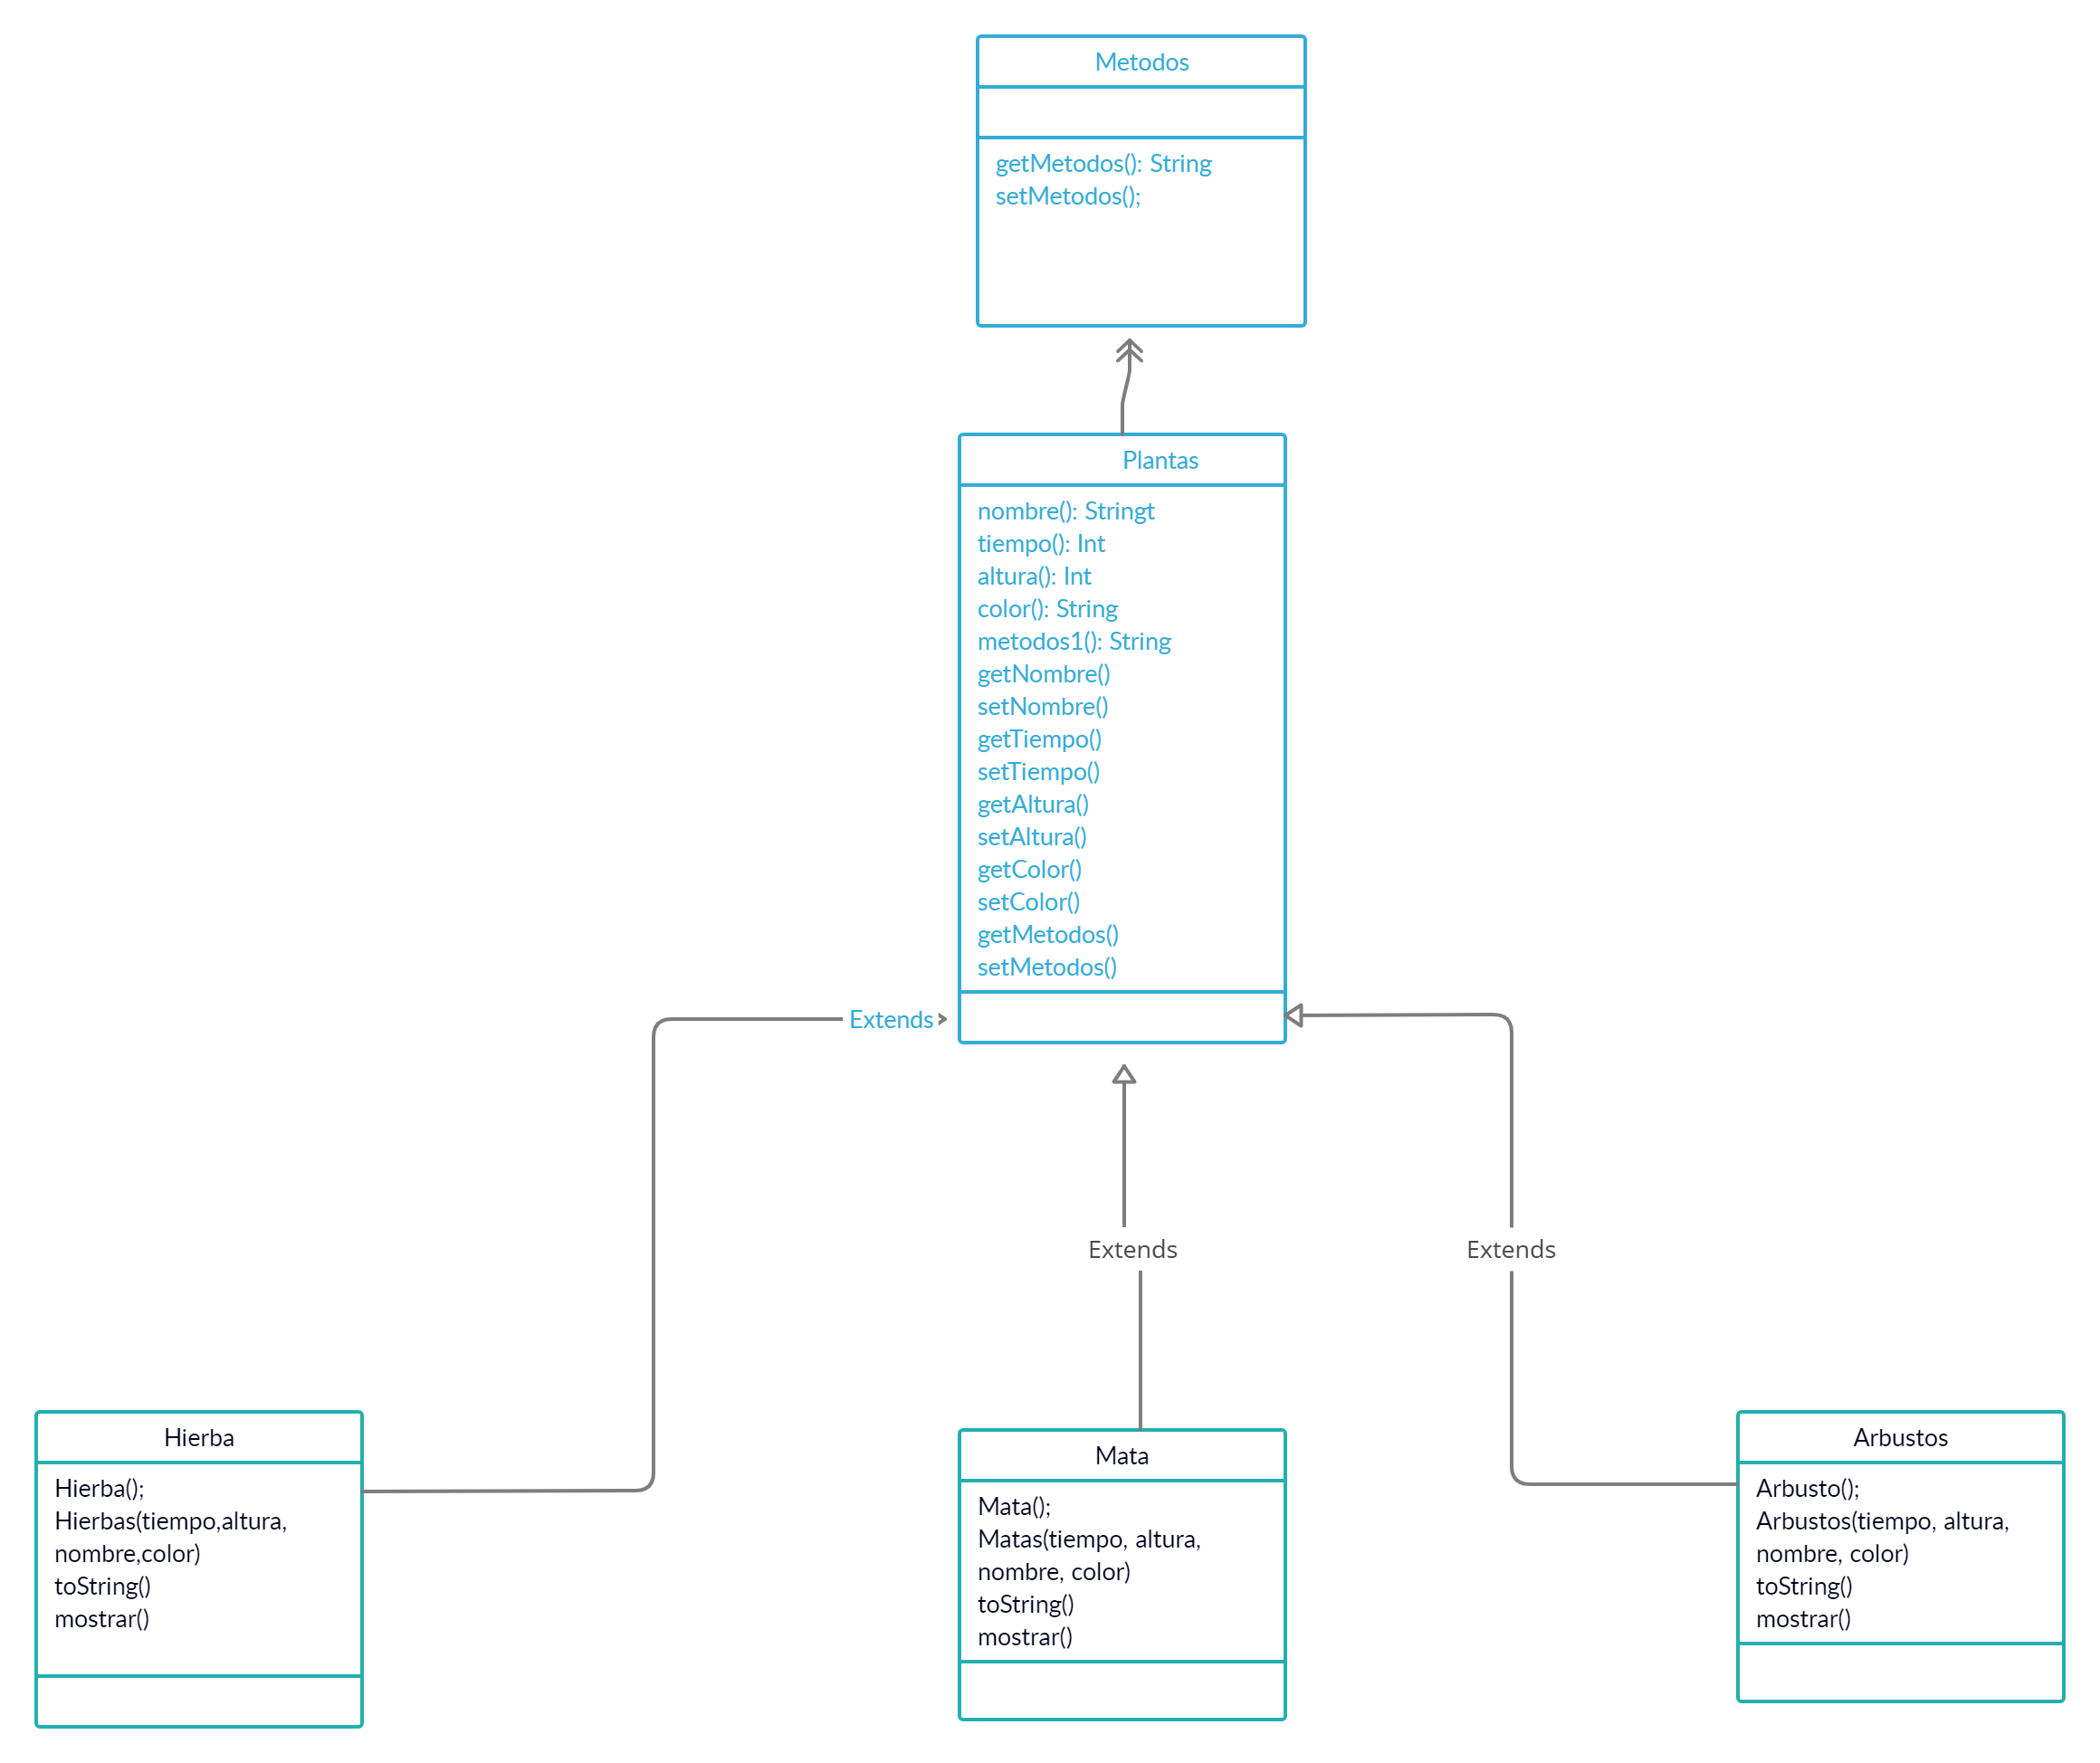 Metodos
getMetodos(): String
setMetodos();
Plantas
nombre(): Stringt
tiempo(): Int
altura(): Int
color(): String
metodos1(): String
getNombre()
setNombre()
getTiempo()
setTiempo()
getAltura()
setAltura()
getColor()
setColor()
getMetodos()
setMetodos()
Extends
Extends
Extends
Hierba
Hierba();
Hierbas(tiempo,altura,
nombre,color)
toString()
mostrar()
Mata
Mata();
Matas(tiempo, altura,
nombre, color)
toString()
mostrar()
Arbustos
Arbusto();
Arbustos(tiempo, altura,
nombre, color)
toString()
mostrar()